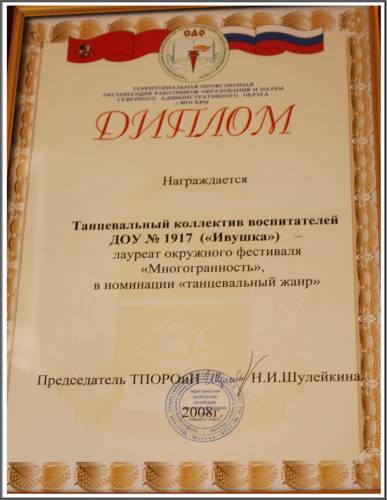 ОАО
ТЕРРИТОРИАЛЬНАЯ ПРОФСОЮЗНАЯ
ОРГАНИЗАЦИЯ РАБОТНИКОВ ОБРАЗОВАНИЯ И НАУКИ
СЕВЕРНОГО АДМИНИСТРАТИВНОГО ОКРУГА
г. МОСКВЫ
ДИПЛОМ
Награждается
Танцевальный коллектив воспитателей
ДОУ № 1917 («Ивушка») –
лауреат окружного фестиваля
«Многогранность»,
в номинации «танцевальный жанр»
Председатель ТПОРОиН Н.И.Шулейкина
2008г.